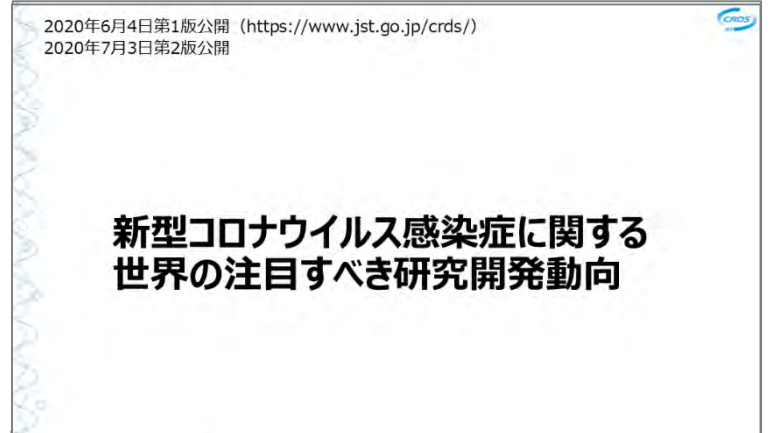 2020年6月4日第1版公開（https://www.jst.go.jp/crds/）
2020年7月3日第2版公開
CRDS
JST
新型コロナウイルス感染症に関する
世界の注目すべき研究開発動向